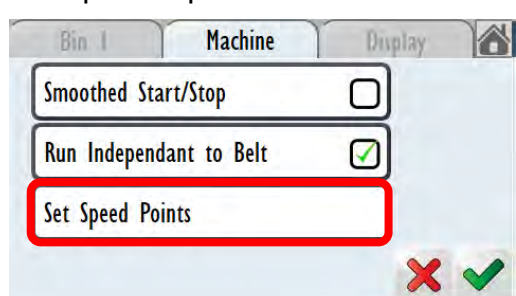 Bin 1 Machine Display
Smoothed Start/Stop
Run Independant to Belt
Set Speed Points